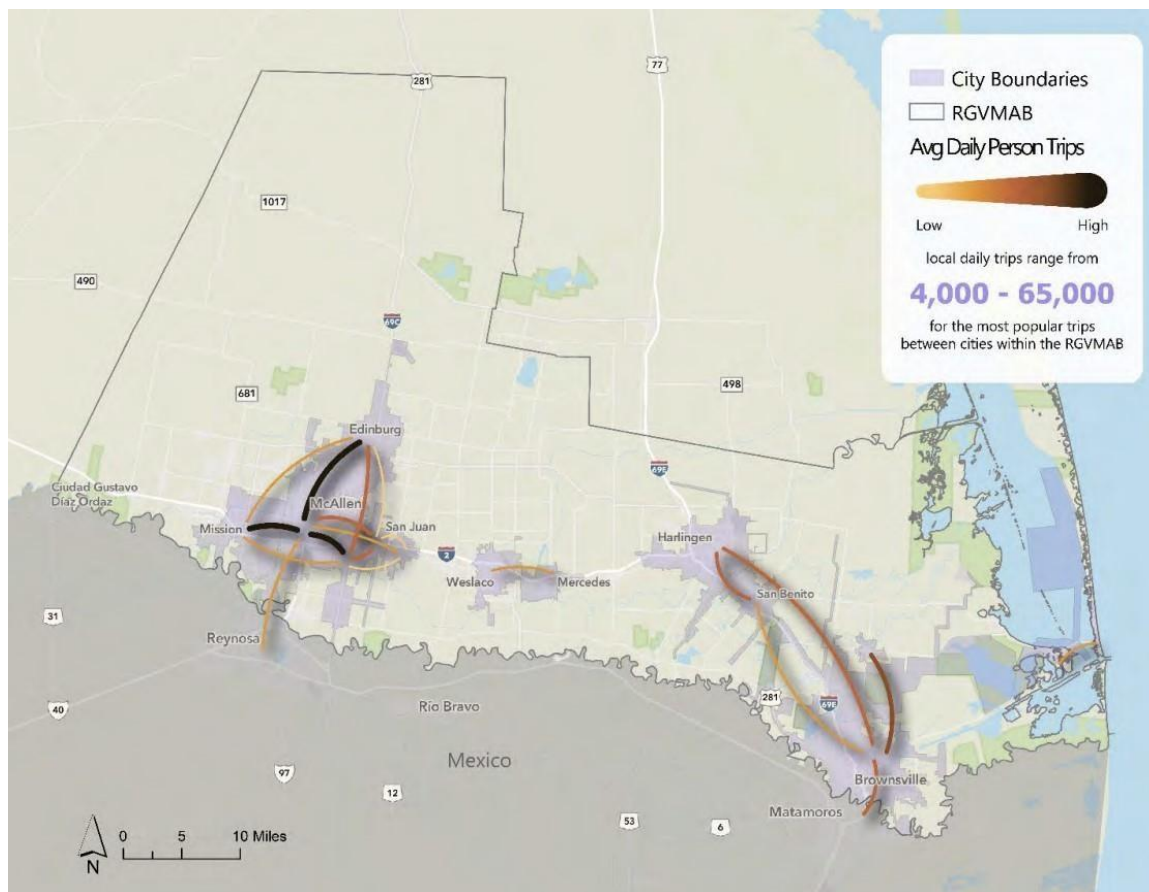 City Boundaries
RGVMAB
Avg Daily Person Trips
Low High
local daily trips range from
4,000 - 65,000
for the most popular trips
between cities within the RGVMAB
77
281
1017
490
69C
681
498
Edinburg
69E
Ciudad Gustavo
Díaz Ordaz
McAllen
Mission
San Juan
Harlingen
2
Weslaco
Mercedes
San Benito
31
Reynosa
281
69E
40
Río Bravo
Mexico
97
Brownsville
12
Matamoros
53
6
N
0 5 10 Miles